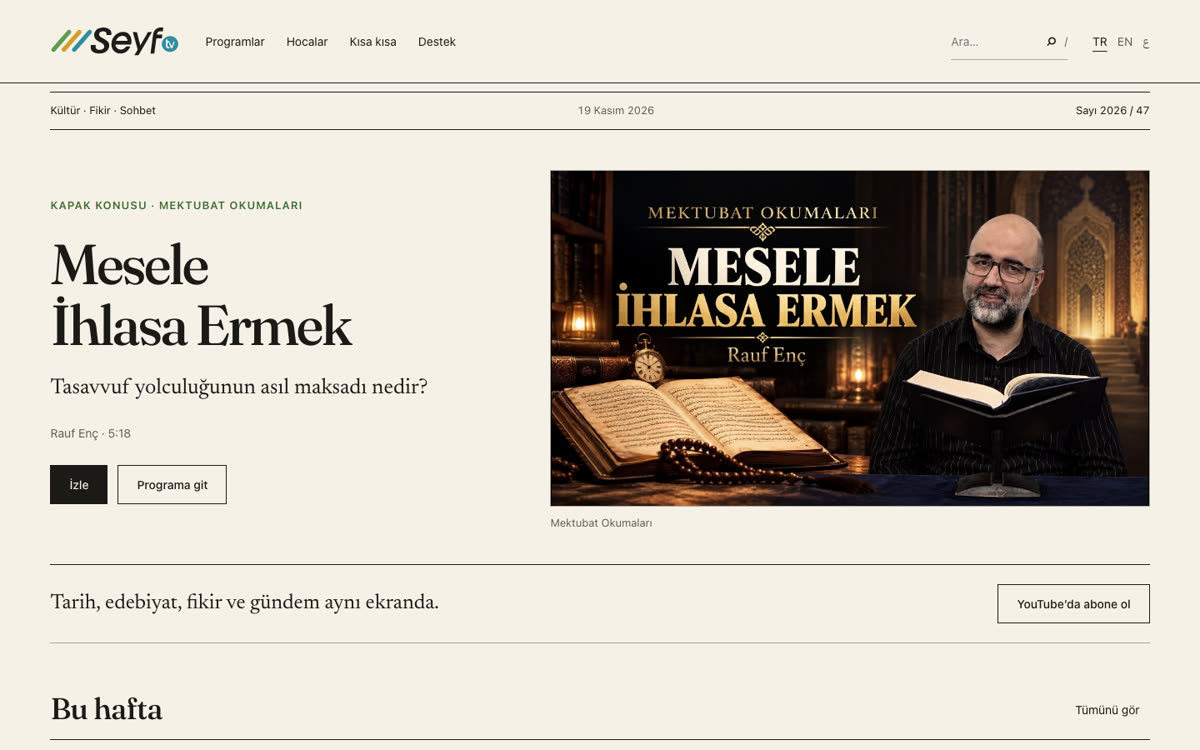 Seyf tv
Programlar Hocalar Kısa kısa Destek
Ara... /
TR EN ع
Kültür · Fikir · Sohbet
19 Kasım 2026
Sayı 2026 / 47
KAPAK KONUSU · MEKTUBAT OKUMALARI
Mesele
İhlasa Ermek
Tasavvuf yolculuğunun asıl maksadı nedir?
Rauf Enç · 5:18
İzle
Programa git
MEKTUBAT OKUMALARI
MESELE
İHLASA ERMEK
Rauf Enç
Mektubat Okumaları
Tarih, edebiyat, fikir ve gündem aynı ekranda.
YouTube'da abone ol
Bu hafta
Tümünü gör